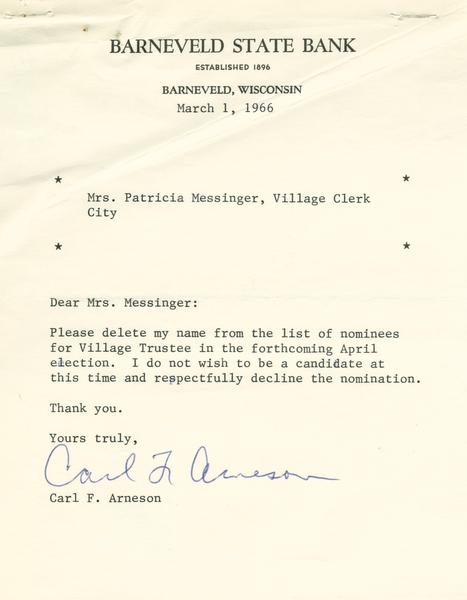 BARNEVELD STATE BANK
ESTABLISHED 1896
BARNEVELD, WISCONSIN
March 1, 1966
Mrs. Patricia Messinger, Village Clerk
City
Dear Mrs. Messinger:
Please delete my name from the list of nominees
for Village Trustee in the forthcoming April
election.  I do not wish to be a candidate at
this time and respectfully decline the nomination.
Thank you.
Yours truly,
Carl F. Arneson
Carl F. Arneson